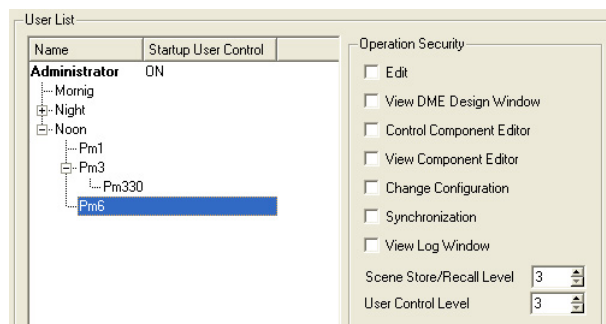 User List
Name Startup User Control
Administrator ON
Mornig
Night
Noon
Pm1
Pm3
Pm330
Pm6
Operation Security
Edit
View DME Design Window
Control Component Editor
View Component Editor
Change Configuration
Synchronization
View Log Window
Scene Store/Recall Level 3
User Control Level 3